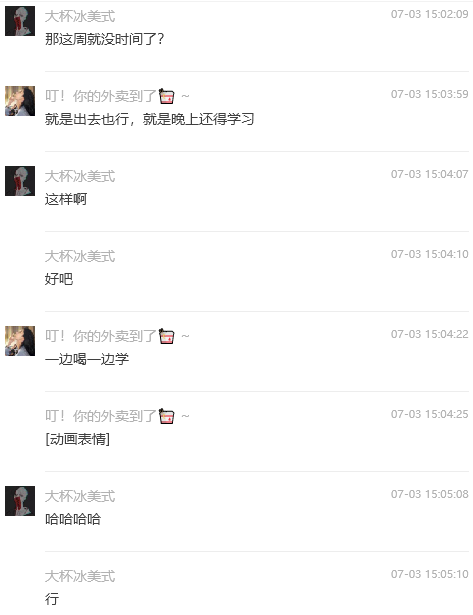 大杯冰美式 07-03 15:02:09
那这周就没时间了？
叮！你的外卖到了🥡 ~ 07-03 15:03:59
就是出去也行，就是晚上还得学习
大杯冰美式 07-03 15:04:07
这样啊
大杯冰美式 07-03 15:04:10
好吧
叮！你的外卖到了🥡 ~ 07-03 15:04:22
一边喝一边学
叮！你的外卖到了🥡 ~ 07-03 15:04:25
[动画表情]
大杯冰美式 07-03 15:05:08
哈哈哈哈
大杯冰美式 07-03 15:05:10
行